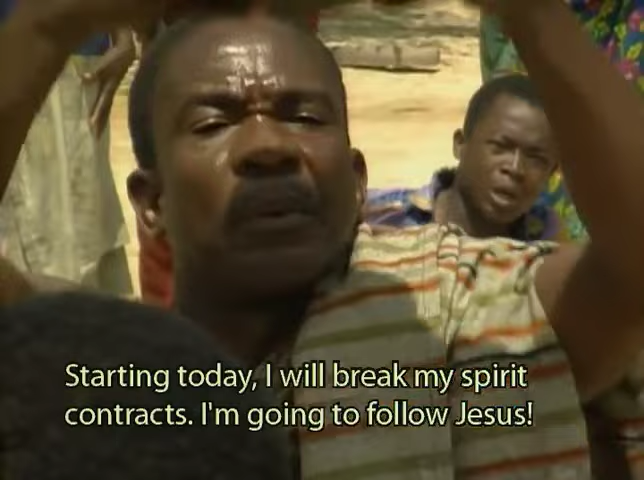 Starting today, I will break my spirit
contracts. I'm going to follow Jesus!